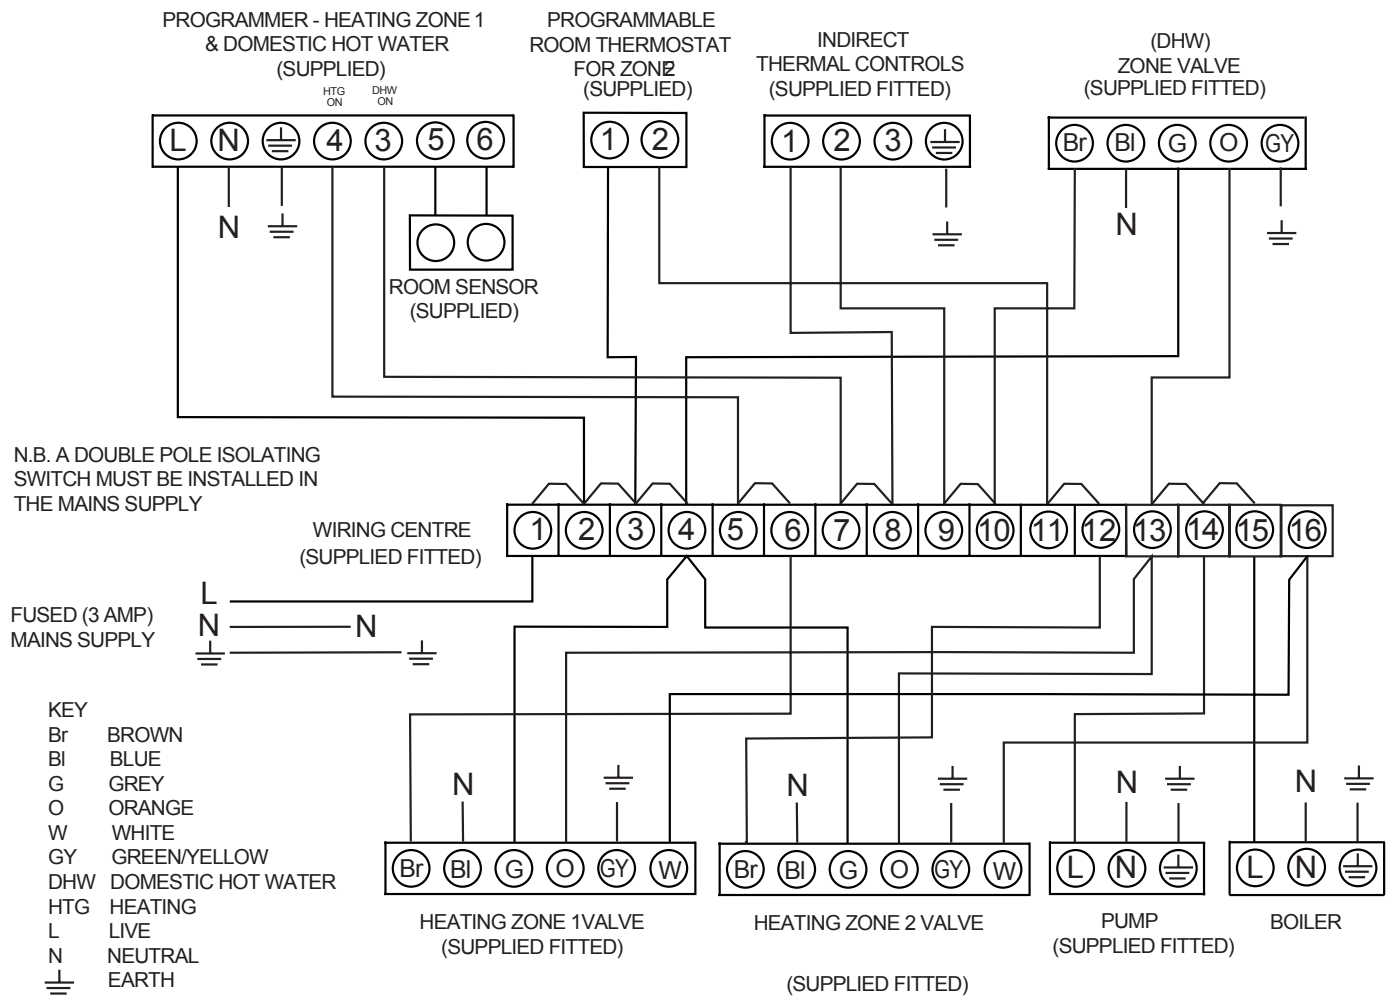 PROGRAMMER - HEATING ZONE 1
& DOMESTIC HOT WATER
(SUPPLIED)
HTG
ON
DHW
ON
L N 4 3 5 6
N
ROOM SENSOR
(SUPPLIED)
PROGRAMMABLE
ROOM THERMOSTAT
FOR ZONE2
(SUPPLIED)
1 2
INDIRECT
THERMAL CONTROLS
(SUPPLIED FITTED)
1 2 3
(DHW)
ZONE VALVE
(SUPPLIED FITTED)
Br Bl G O GY
N
N.B. A DOUBLE POLE ISOLATING
SWITCH MUST BE INSTALLED IN
THE MAINS SUPPLY
WIRING CENTRE
(SUPPLIED FITTED)
1 2 3 4 5 6 7 8 9 10 11 12 13 14 15 16
FUSED (3 AMP)
MAINS SUPPLY
L
N N
KEY
Br BROWN
Bl BLUE
G GREY
O ORANGE
W WHITE
GY GREEN/YELLOW
DHW DOMESTIC HOT WATER
HTG HEATING
L LIVE
N NEUTRAL
EARTH
N
Br Bl G O GY W
HEATING ZONE 1VALVE
(SUPPLIED FITTED)
N
Br Bl G O GY W
HEATING ZONE 2 VALVE
(SUPPLIED FITTED)
N
L N
PUMP
(SUPPLIED FITTED)
N
L N
BOILER